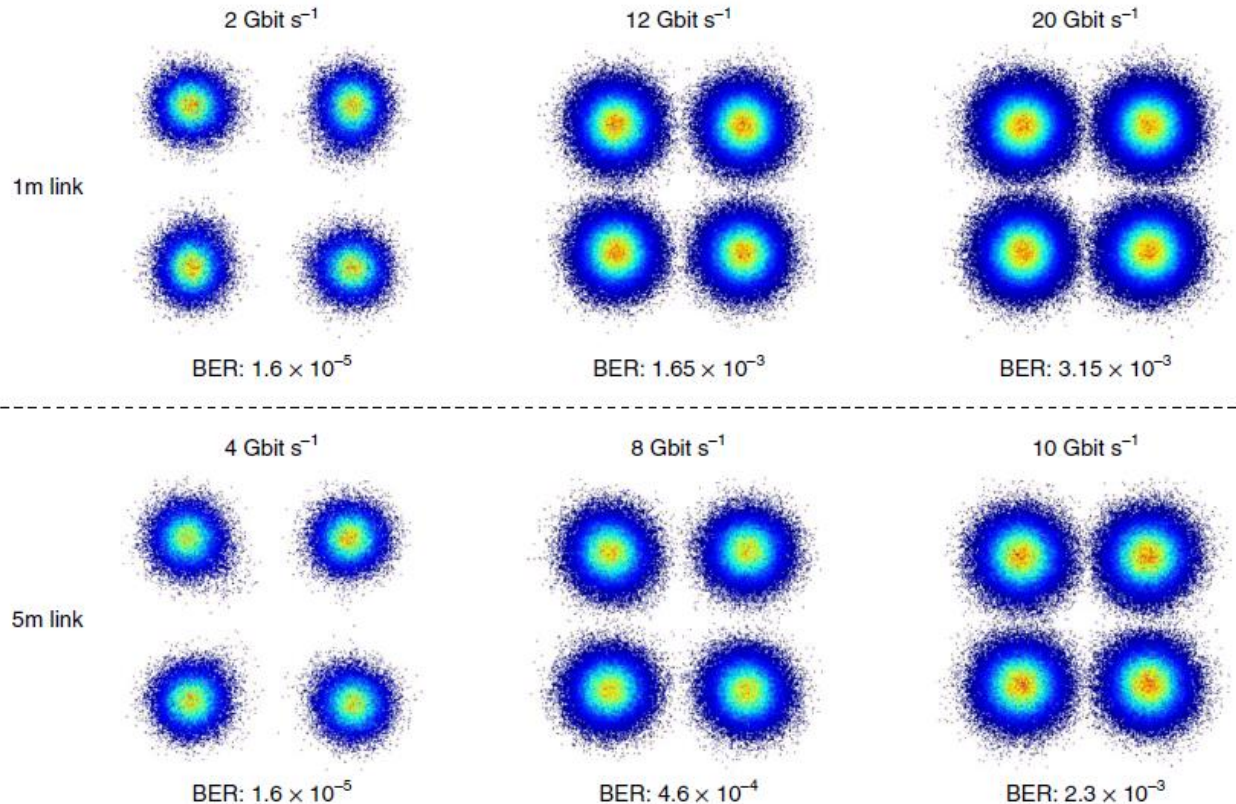 2 Gbit s⁻¹ 12 Gbit s⁻¹ 20 Gbit s⁻¹
1m link
BER: 1.6 × 10⁻⁵ BER: 1.65 × 10⁻³ BER: 3.15 × 10⁻³
4 Gbit s⁻¹ 8 Gbit s⁻¹ 10 Gbit s⁻¹
5m link
BER: 1.6 × 10⁻⁵ BER: 4.6 × 10⁻⁴ BER: 2.3 × 10⁻³